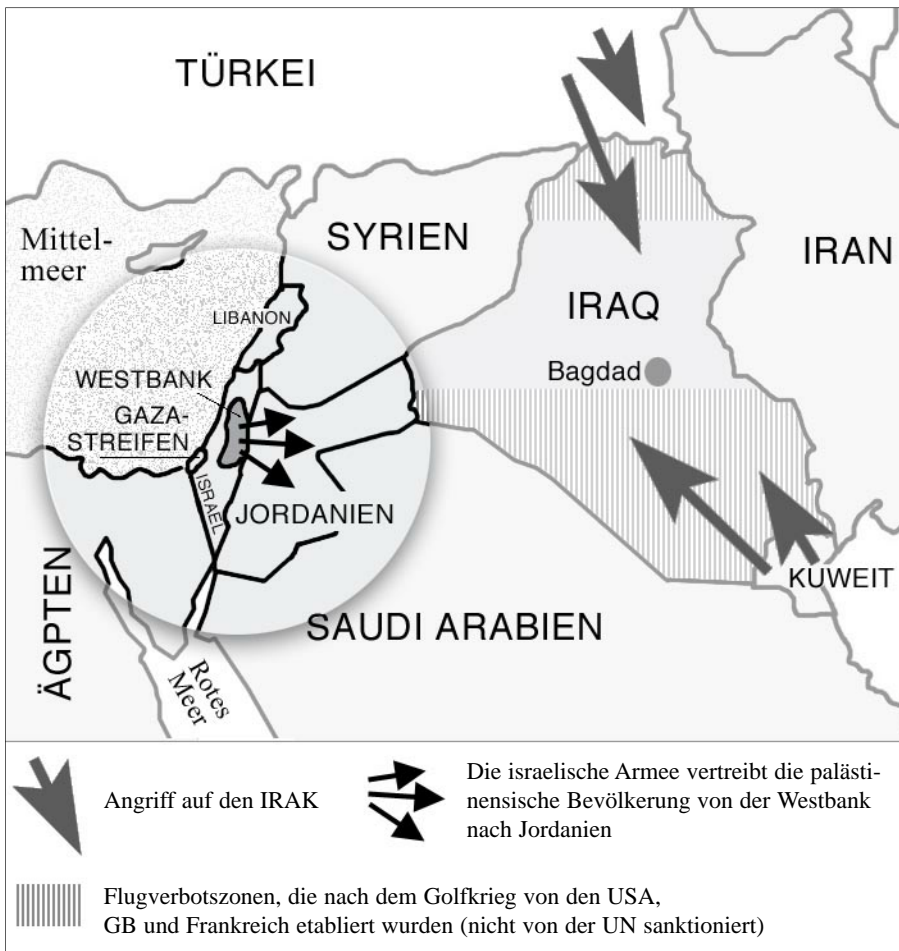 TÜRKEI
Mittel-
meer
SYRIEN
IRAN
LIBANON
IRAQ
Bagdad
WESTBANK
GAZA-
STREIFEN
ISRAEL
JORDANIEN
KUWEIT
ÄGPTEN
SAUDI ARABIEN
Rotes
Meer
Angriff auf den IRAK
Die israelische Armee vertreibt die palästi-
nensische Bevölkerung von der Westbank
nach Jordanien
Flugverbotszonen, die nach dem Golfkrieg von den USA,
GB und Frankreich etabliert wurden (nicht von der UN sanktioniert)